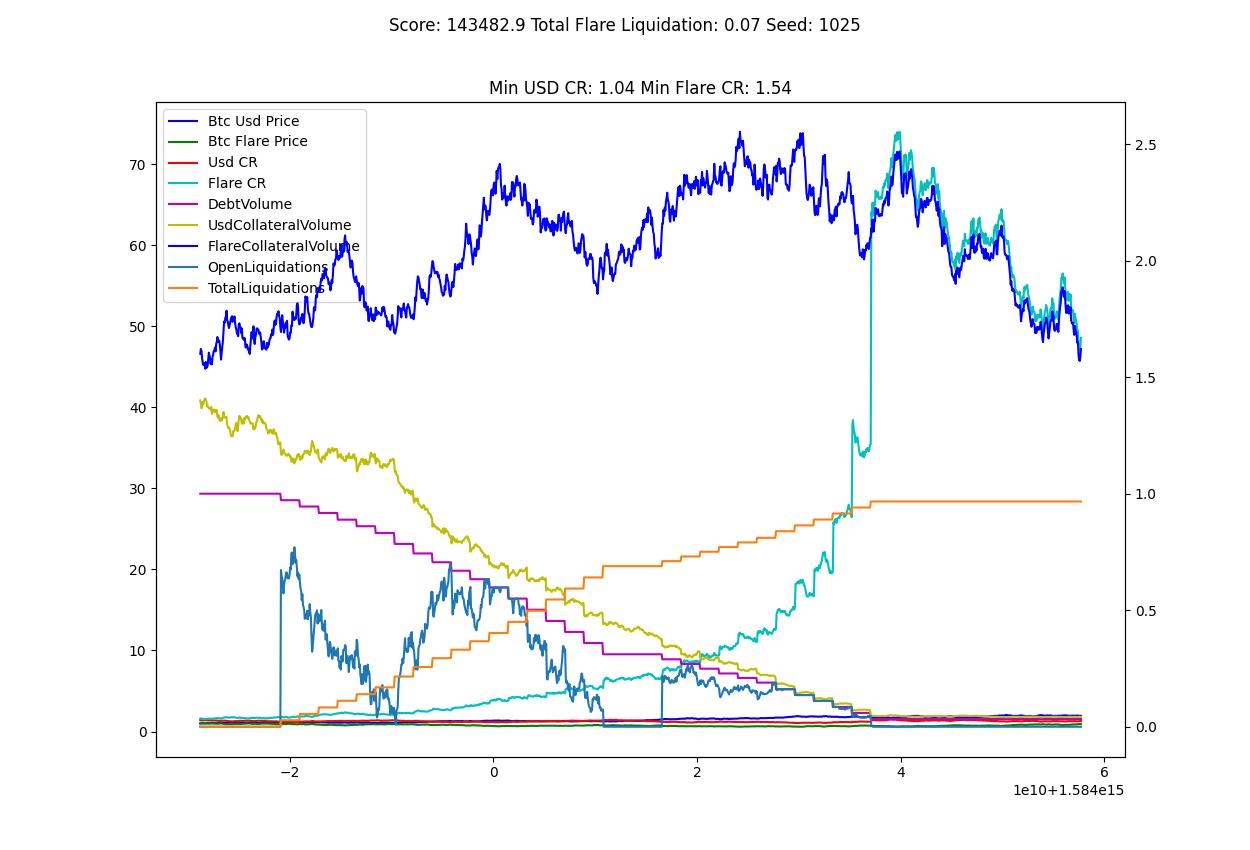 Score: 143482.9 Total Flare Liquidation: 0.07 Seed: 1025
Min USD CR: 1.04 Min Flare CR: 1.54
Btc Usd Price
Btc Flare Price
Usd CR
Flare CR
DebtVolume
UsdCollateralVolume
FlareCollateralVolume
OpenLiquidations
TotalLiquidations
70
60
50
40
30
20
10
0
2.5
2.0
1.5
1.0
0.5
0.0
−2 0 2 4 6
1e10+1.584e15